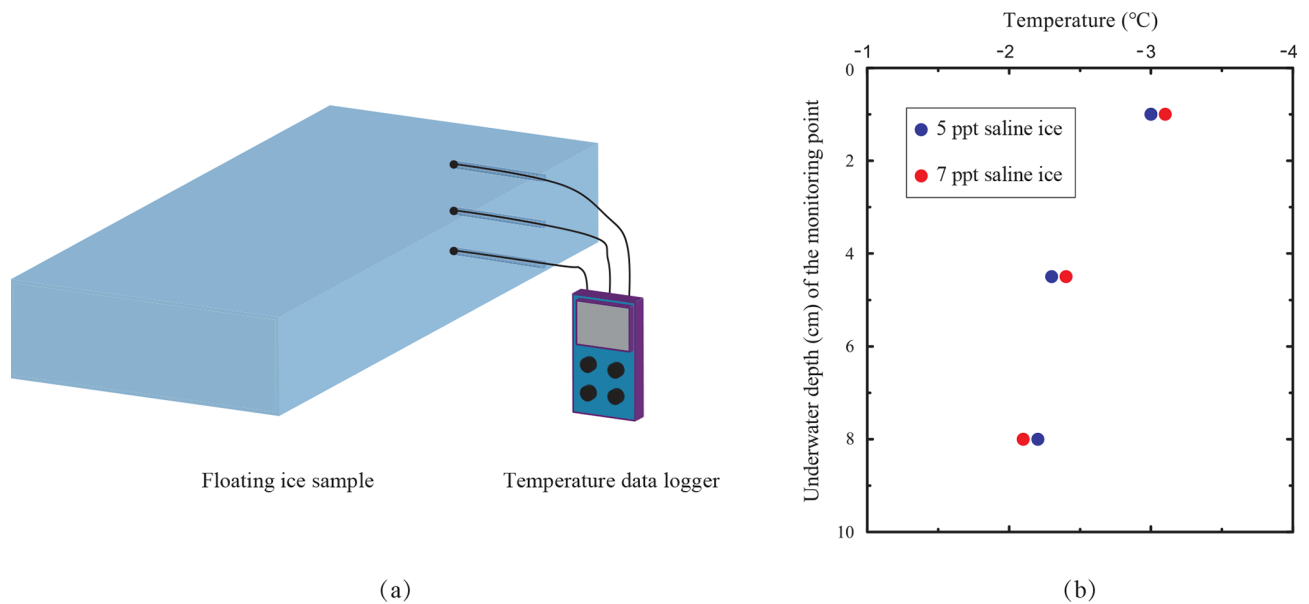 Floating ice sample
Temperature data logger
(a)
Temperature (℃)
-1 -2 -3 -4
0
2
4
6
8
10
Underwater depth (cm) of the monitoring point
5 ppt saline ice
7 ppt saline ice
(b)